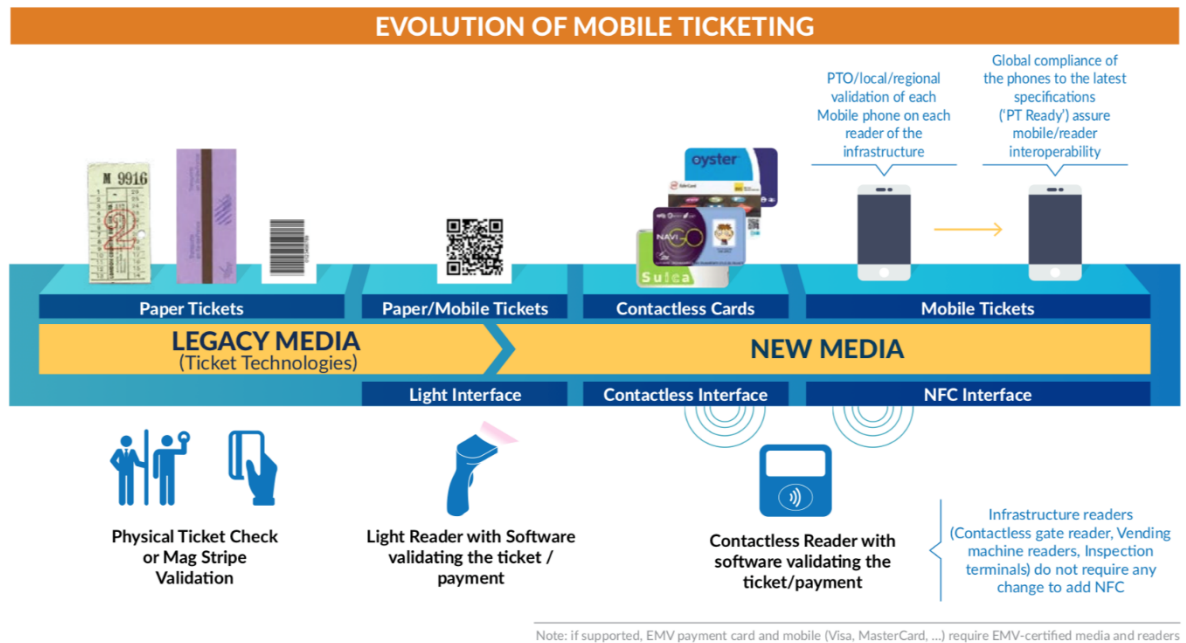 EVOLUTION OF MOBILE TICKETING
PTO/local/regional
validation of each
Mobile phone on each
reader of the
infrastructure
Global compliance of
the phones to the latest
specifications
('PT Ready') assure
mobile/reader
interoperability
M 9916
2
oyster
NAVIGO
Suica
Paper Tickets
Paper/Mobile Tickets
Contactless Cards
Mobile Tickets
LEGACY MEDIA
(Ticket Technologies)
NEW MEDIA
Light Interface
Contactless Interface
NFC Interface
Physical Ticket Check
or Mag Stripe
Validation
Light Reader with Software
validating the ticket /
payment
Contactless Reader with
software validating the
ticket/payment
Infrastructure readers
(Contactless gate reader, Vending
machine readers, Inspection
terminals) do not require any
change to add NFC
Note: if supported, EMV payment card and mobile (Visa, MasterCard, ...) require EMV-certified media and readers